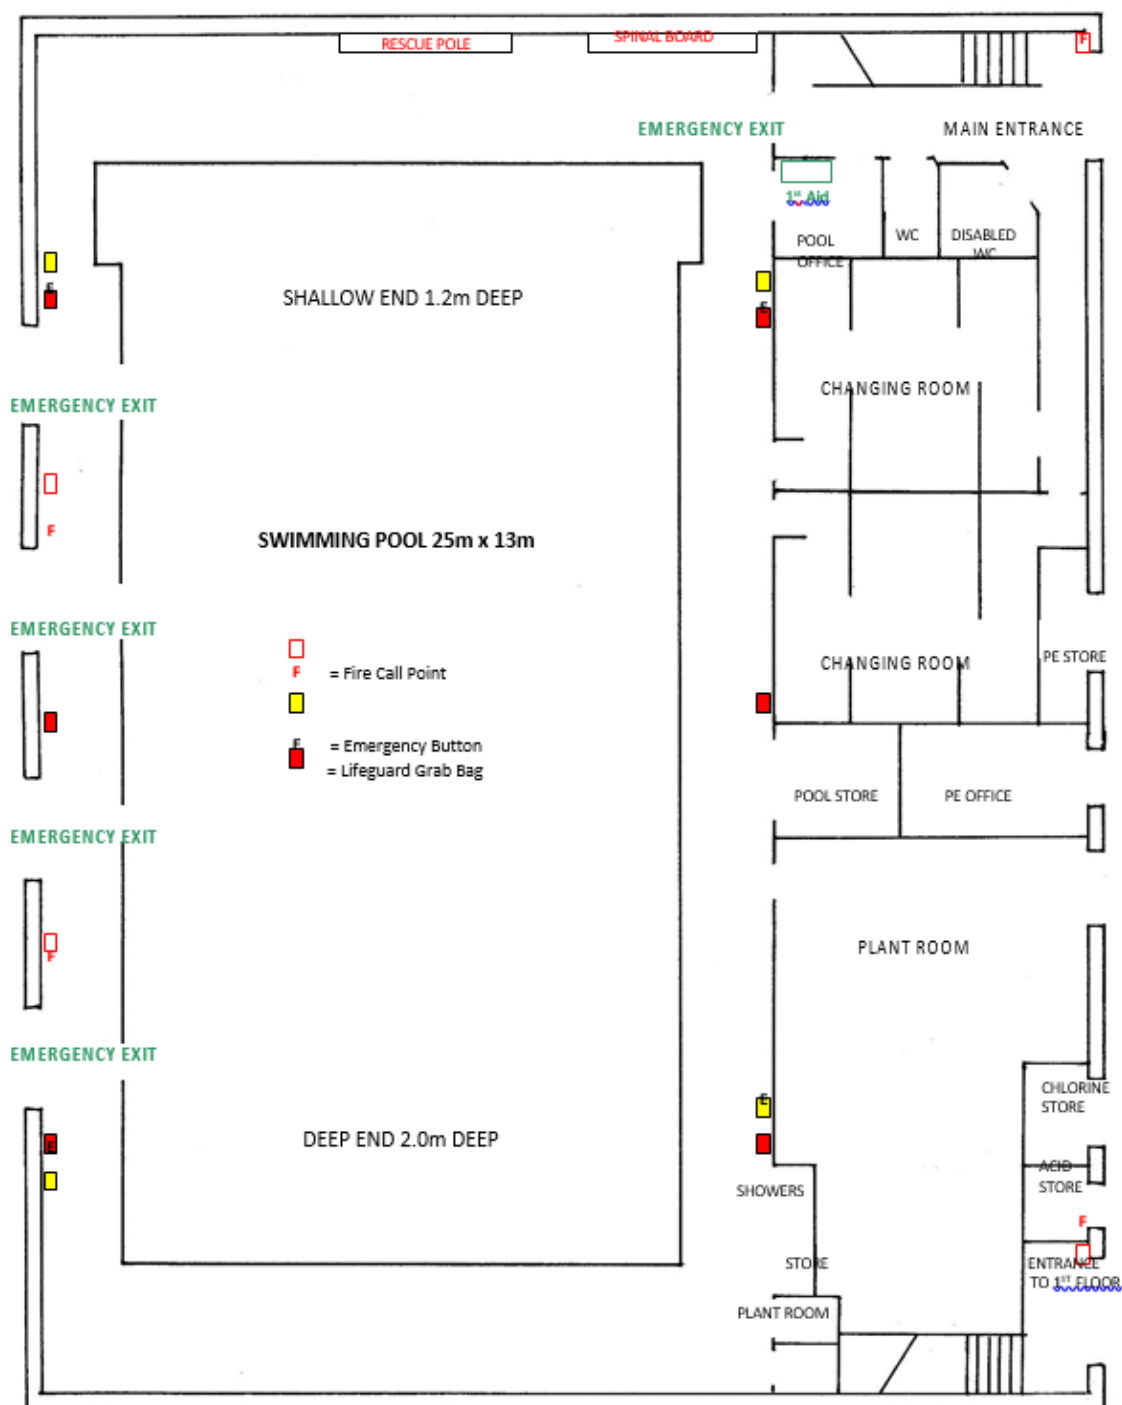 RESCUE POLE
SPINAL BOARD
F
EMERGENCY EXIT
MAIN ENTRANCE
1st Aid
POOL
OFFICE
WC
DISABLED
WC
E
E
SHALLOW END 1.2m DEEP
CHANGING ROOM
EMERGENCY EXIT
F
SWIMMING POOL 25m x 13m
EMERGENCY EXIT
F = Fire Call Point
E = Emergency Button
= Lifeguard Grab Bag
CHANGING ROOM
PE STORE
POOL STORE
PE OFFICE
EMERGENCY EXIT
F
PLANT ROOM
EMERGENCY EXIT
E
E
DEEP END 2.0m DEEP
CHLORINE
STORE
ACID
STORE
SHOWERS
F
STORE
ENTRANCE
TO 1ST FLOOR
PLANT ROOM